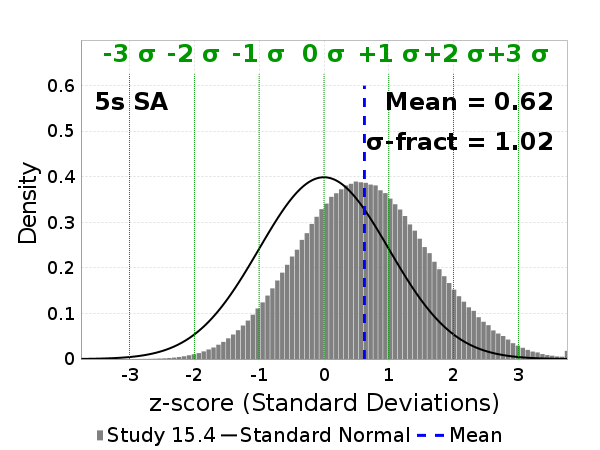 -3 σ -2 σ -1 σ 0 σ +1 σ +2 σ +3 σ
0.6
5s SA
Mean = 0.62
0.5
σ-fract = 1.02
0.4
0.3
0.2
0.1
0
Density
-3 -2 -1 0 1 2 3
z-score (Standard Deviations)
Study 15.4 Standard Normal Mean